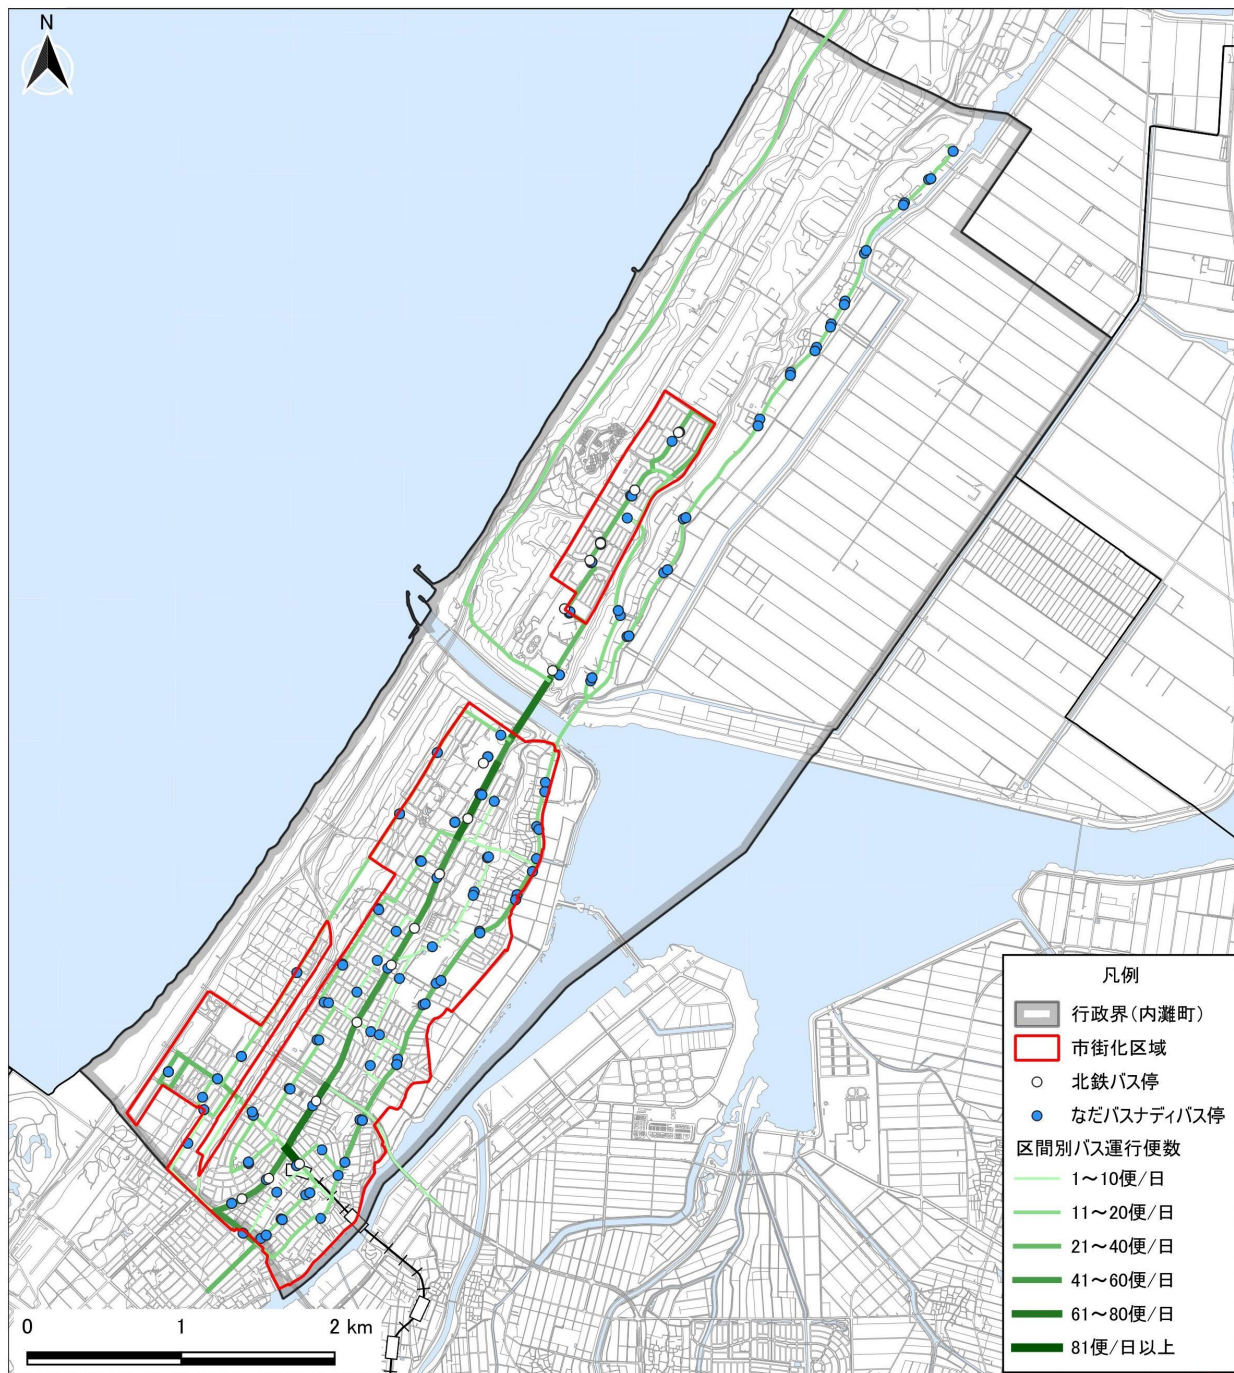 N
凡例
行政界(内灘町)
市街化区域
北鉄バス停
なだバスナディバス停
区間別バス運行便数
1~10便/日
11~20便/日
21~40便/日
41~60便/日
61~80便/日
81便/日以上
0 1 2 km